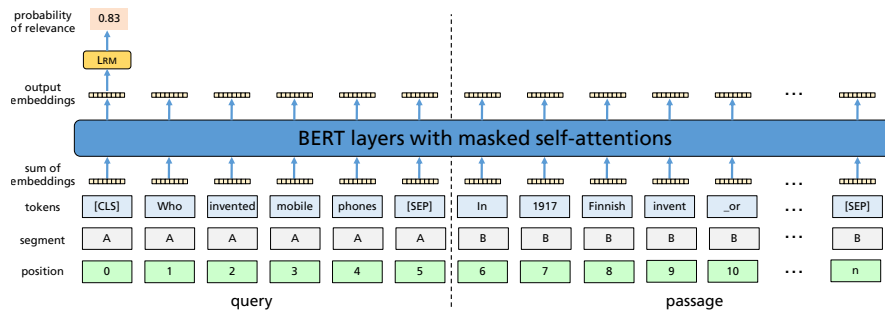 probability
of relevance
0.83
LRM
output
embeddings
...
BERT layers with masked self-attentions
sum of
embeddings
...
tokens [CLS] Who invented mobile phones [SEP] In 1917 Finnish invent _or ... [SEP]
segment A A A A A A B B B B B ... B
position 0 1 2 3 4 5 6 7 8 9 10 ... n
query passage